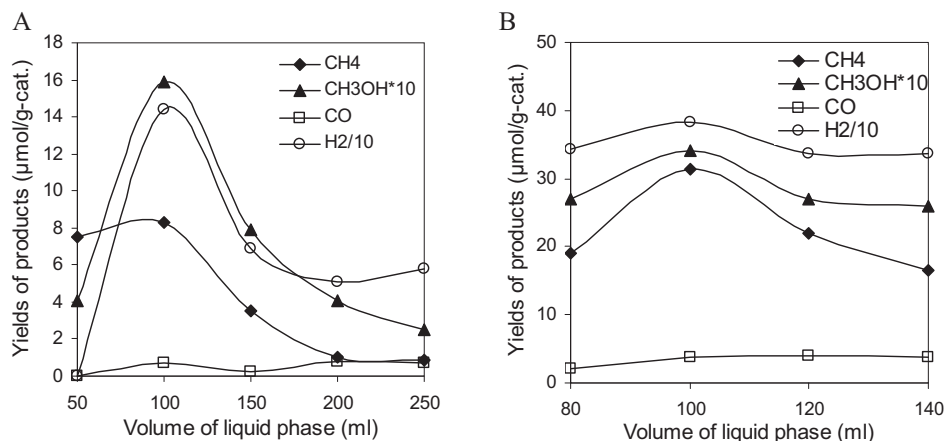 A
18
16
14
12
10
8
6
4
2
0
Yields of products (μmol/g-cat.)
50 100 150 200 250
Volume of liquid phase (ml)
CH4
CH3OH*10
CO
H2/10
B
50
40
30
20
10
0
Yields of products (μmol/g-cat.)
80 100 120 140
Volume of liquid phase (ml)
CH4
CH3OH*10
CO
H2/10